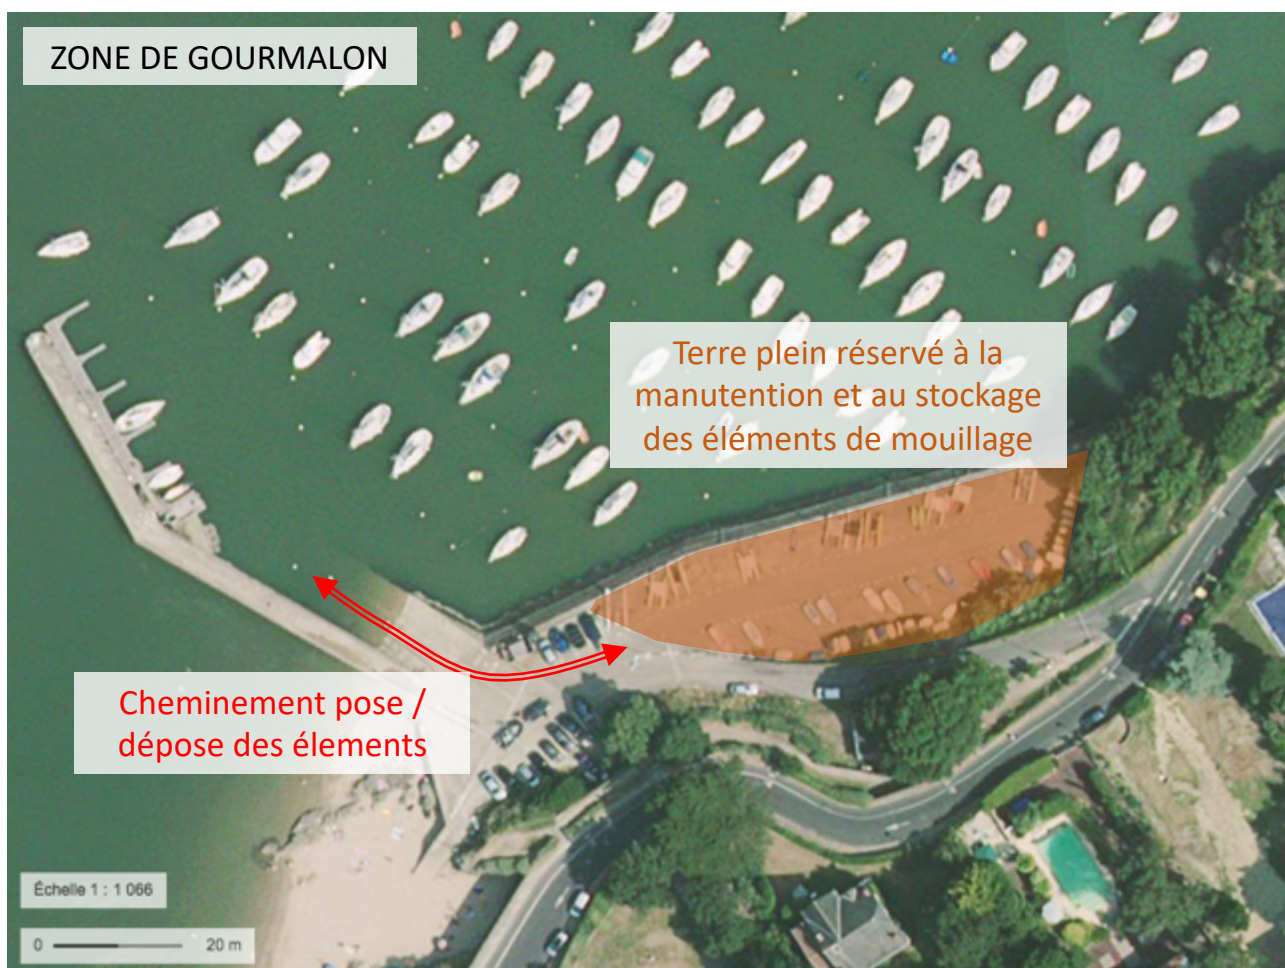 ZONE DE GOURMALON
Terre plein réservé à la
manutention et au stockage
des éléments de mouillage
Cheminement pose /
dépose des élements
Échelle 1 : 1 066
0 20 m